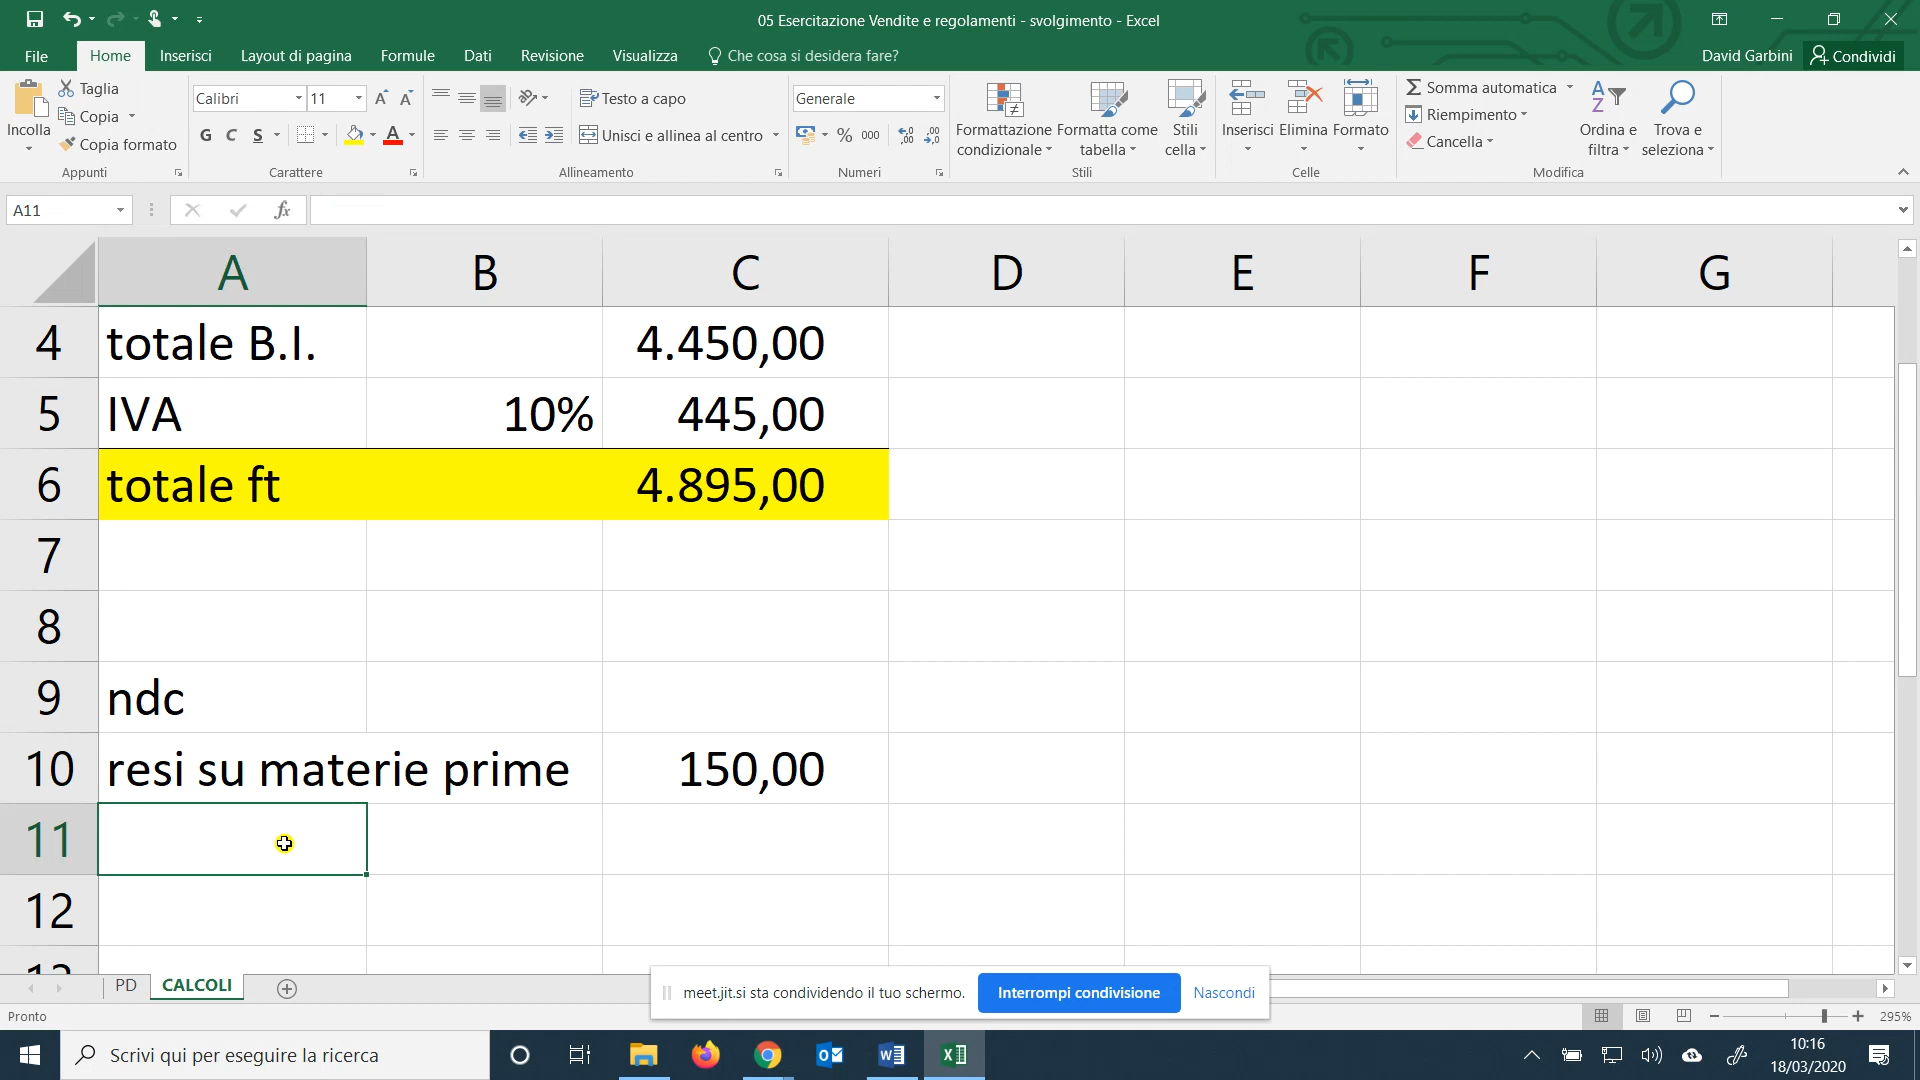 05 Esercitazione Vendite e regolamenti - svolgimento - Excel
File Home Inserisci Layout di pagina Formule Dati Revisione Visualizza Che cosa si desidera fare? David Garbini Condividi
Incolla
Taglia
Copia
Copia formato
Appunti
Calibri 11
G C S A
Carattere
Testo a capo
Unisci e allinea al centro
Allineamento
Generale
% 000
Numeri
Formattazione condizionale
Formatta come tabella
Stili cella
Stili
Inserisci Elimina Formato
Celle
Somma automatica
Riempimento
Cancella
Ordina e filtra
Trova e seleziona
Modifica
A11 fx
A B C D E F G
4 totale B.I. 4.450,00
5 IVA 10% 445,00
6 totale ft 4.895,00
7
8
9 ndc
10 resi su materie prime 150,00
11
12
PD CALCOLI
meet.jit.si sta condividendo il tuo schermo. Interrompi condivisione Nascondi
Pronto 295%
Scrivi qui per eseguire la ricerca
10:16
18/03/2020